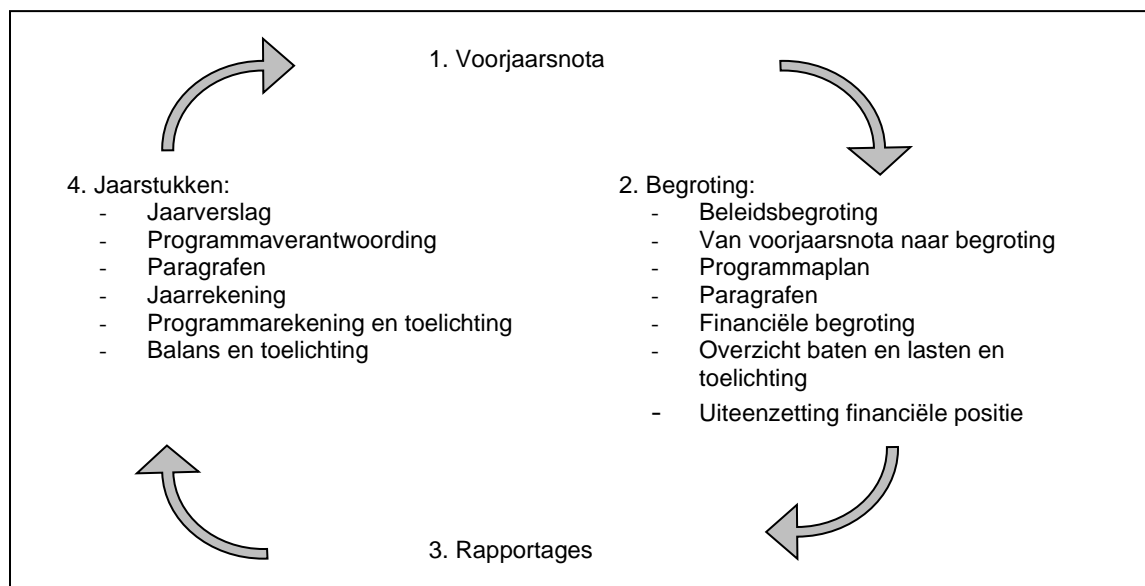 1. Voorjaarsnota
2. Begroting:
- Beleidsbegroting
- Van voorjaarsnota naar begroting
- Programmaplan
- Paragrafen
- Financiële begroting
- Overzicht baten en lasten en
toelichting
- Uiteenzetting financiële positie
3. Rapportages
4. Jaarstukken:
- Jaarverslag
- Programmaverantwoording
- Paragrafen
- Jaarrekening
- Programmarekening en toelichting
- Balans en toelichting